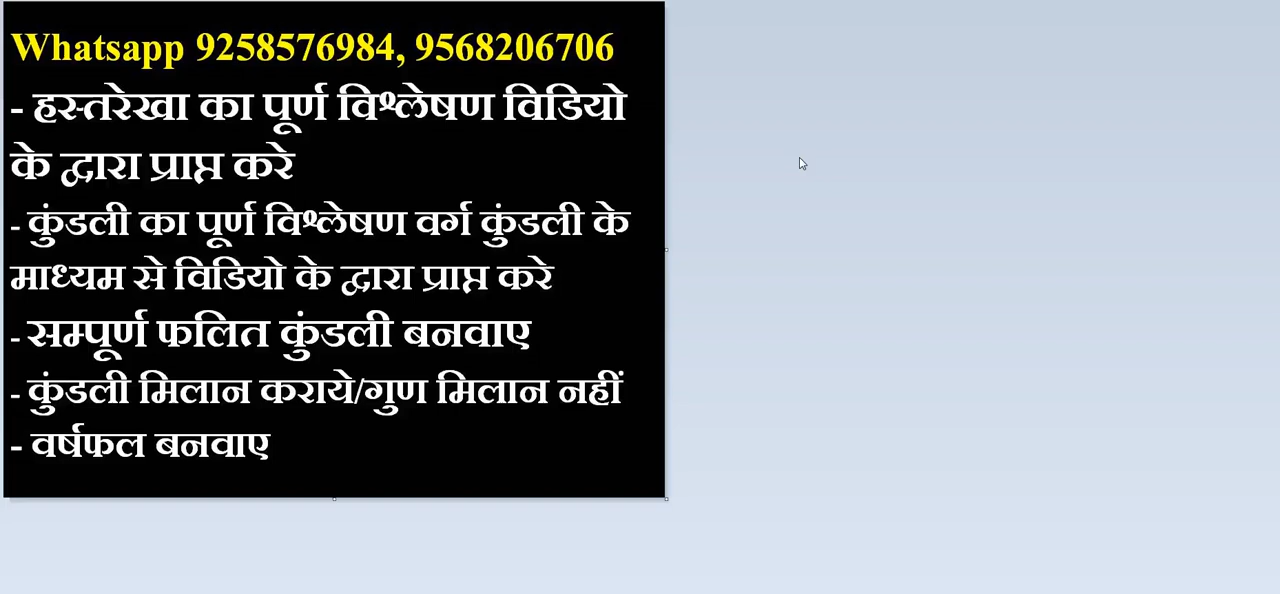 Whatsapp 9258576984, 9568206706
- हस्तरेखा का पूर्ण विश्लेषण विडियो
के द्वारा प्राप्त करे
- कुंडली का पूर्ण विश्लेषण वर्ग कुंडली के
माध्यम से विडियो के द्वारा प्राप्त करे
- सम्पूर्ण फलित कुंडली बनवाए
- कुंडली मिलान कराये/गुण मिलान नहीं
- वर्षफल बनवाए